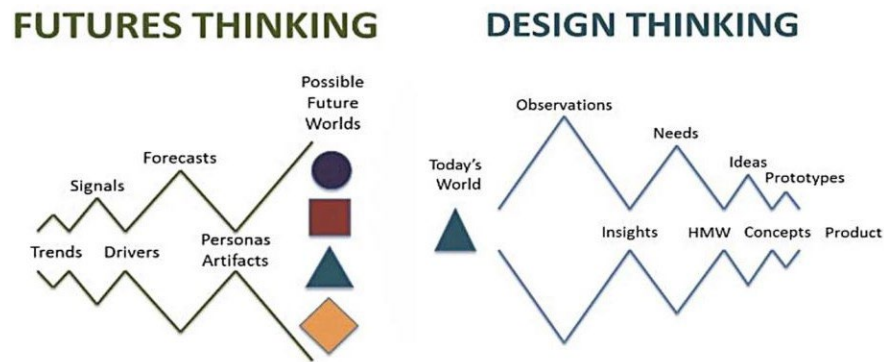 FUTURES THINKING
Possible
Future
Worlds
Forecasts
Signals
Trends
Drivers
Personas
Artifacts
DESIGN THINKING
Observations
Needs
Today's
World
Ideas
Prototypes
Insights
HMW
Concepts
Product